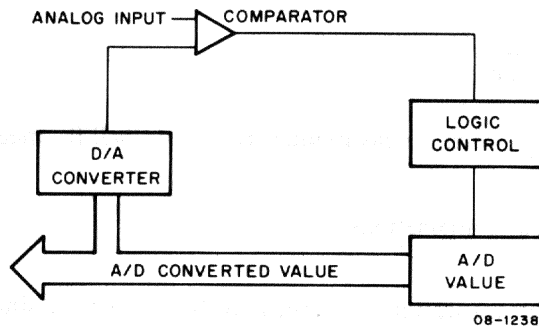 ANALOG INPUT
COMPARATOR
LOGIC
CONTROL
D/A
CONVERTER
A/D CONVERTED VALUE
A/D
VALUE
08-1238